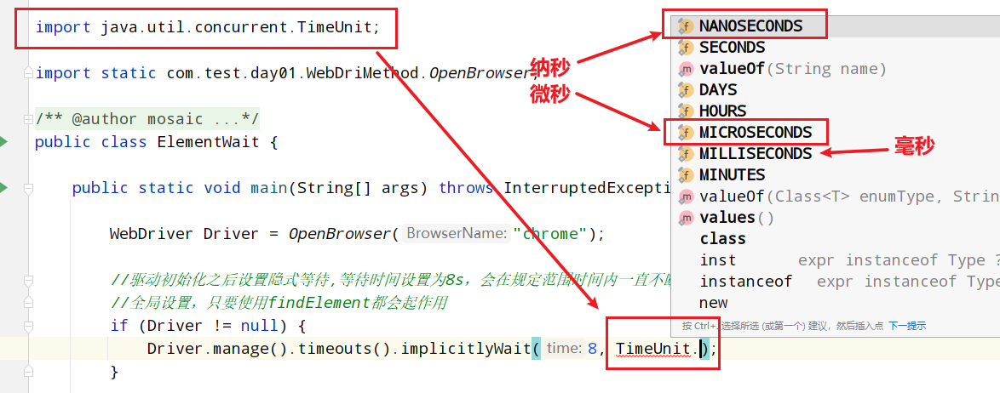 import java.util.concurrent.TimeUnit;
import static com.test.day01.WebDriMethod.OpenBrowser;
/** @author mosaic ...*/
public class ElementWait {
public static void main(String[] args) throws InterruptedExcepti
WebDriver Driver = OpenBrowser( BrowserName: "chrome");
//驱动初始化之后设置隐式等待,等待时间设置为8s，会在规定范围时间内一直不
//全局设置，只要使用findElement都会起作用
if (Driver != null) {
Driver.manage().timeouts().implicitlyWait( time: 8, TimeUnit.);
}
纳秒
微秒
毫秒
f NANOSECONDS
f SECONDS
m valueOf(String name)
f DAYS
f HOURS
f MICROSECONDS
f MILLISECONDS
f MINUTES
m valueOf(Class<T> enumType, Strin
m values()
class
inst expr instanceof Type ?
instanceof expr instanceof Type
new
按 Ctrl+. 选择所选 (或第一个) 建议，然后插入点 下一提示